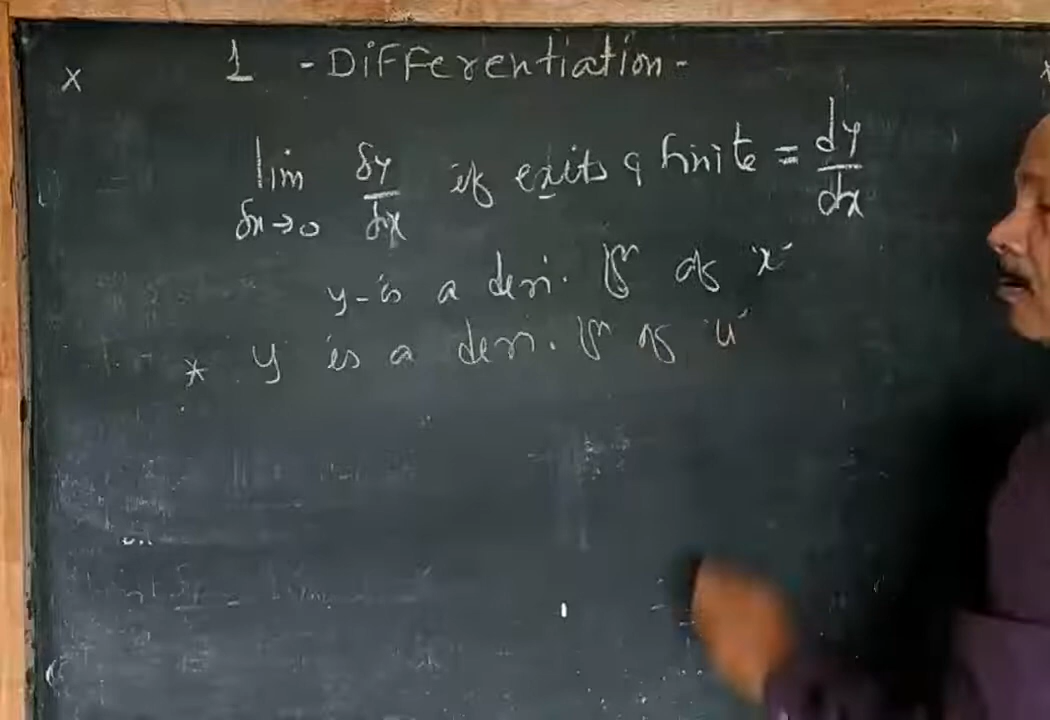 x 1 - Differentiation -
lim δy/δx if exits & finite = dy/dx
δx→0
y-is a deri. fn of 'x'
* y is a deri. fn of 'u'